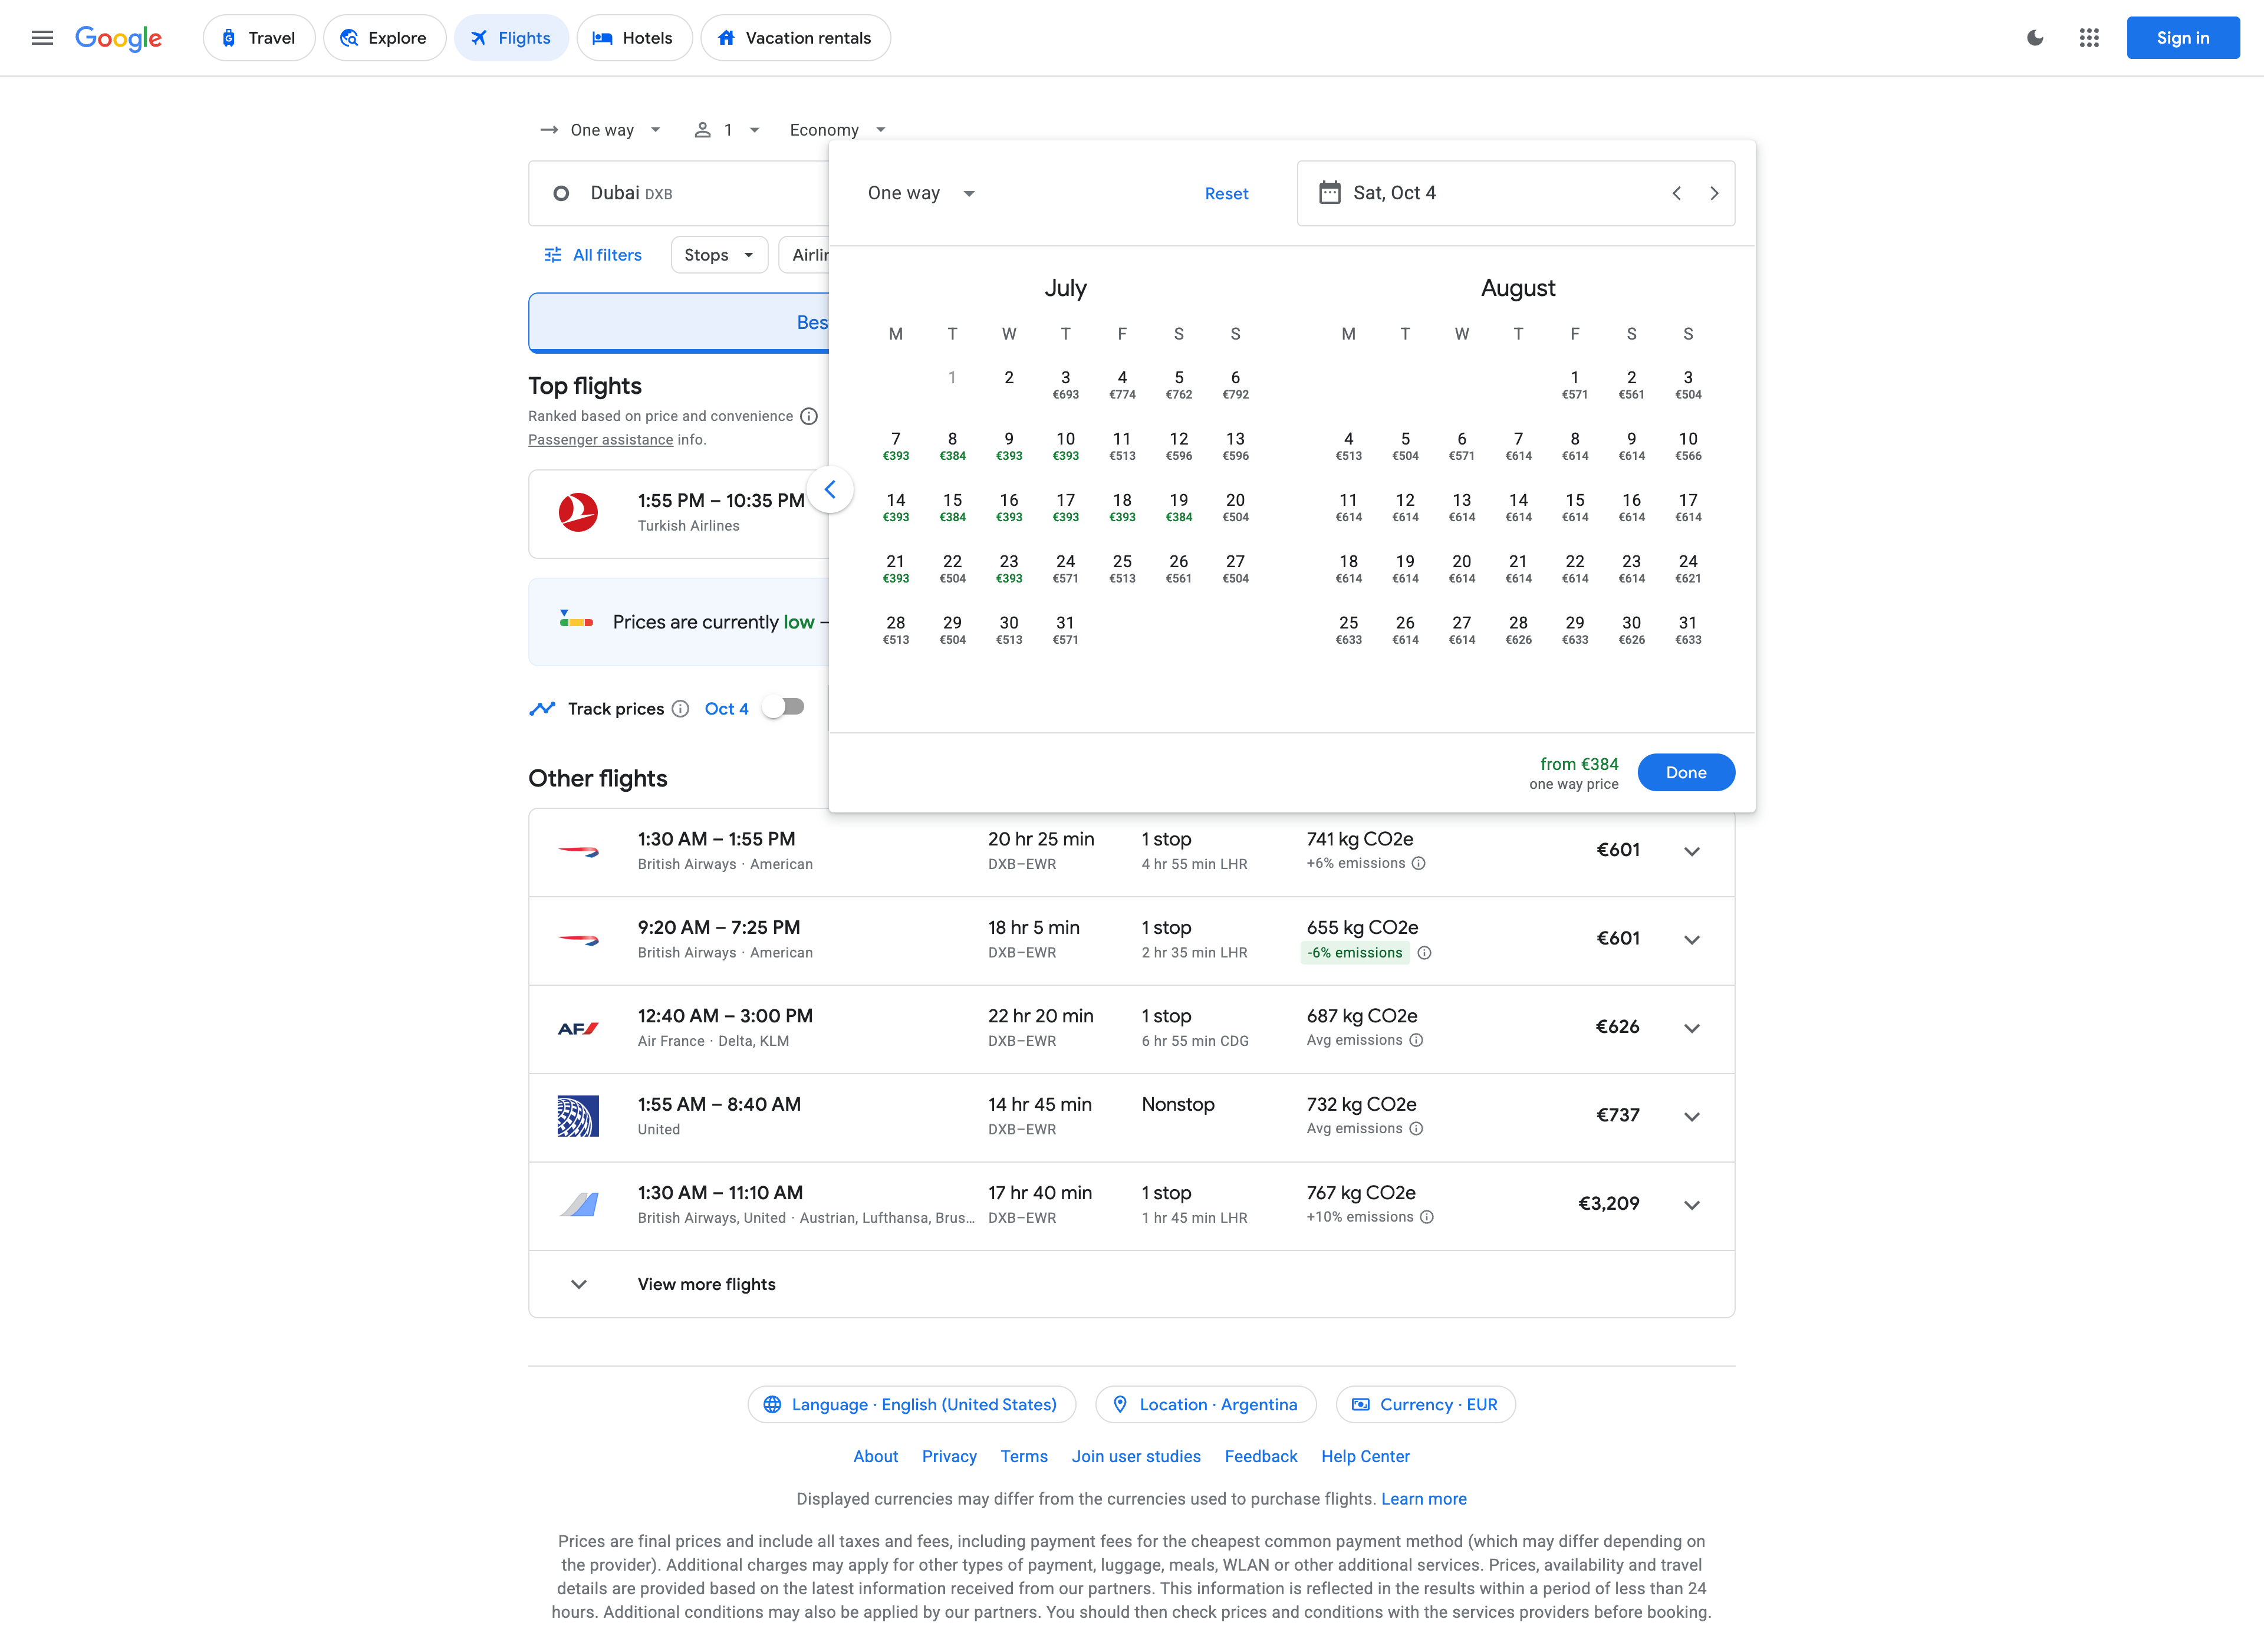 Google
Travel
Explore
Flights
Hotels
Vacation rentals
Sign in
One way
1
Economy
Dubai DXB
One way
Reset
Sat, Oct 4
All filters
Stops
Airlin
Bes
July
August
M T W T F S S
M T W T F S S
1 2 3 4 5 6
€693 €774 €762 €792
1 2 3
€571 €561 €504
7 8 9 10 11 12 13
€393 €384 €393 €393 €513 €596 €596
4 5 6 7 8 9 10
€513 €504 €571 €614 €614 €614 €566
14 15 16 17 18 19 20
€393 €384 €393 €393 €393 €384 €504
11 12 13 14 15 16 17
€614 €614 €614 €614 €614 €614 €614
21 22 23 24 25 26 27
€393 €504 €393 €571 €513 €561 €504
18 19 20 21 22 23 24
€614 €614 €614 €614 €614 €614 €621
28 29 30 31
€513 €504 €513 €571
25 26 27 28 29 30 31
€633 €614 €614 €626 €633 €626 €633
from €384
one way price
Done
Top flights
Ranked based on price and convenience
Passenger assistance info.
1:55 PM – 10:35 PM
Turkish Airlines
Prices are currently low –
Track prices
Oct 4
Other flights
1:30 AM – 1:55 PM 20 hr 25 min 1 stop 741 kg CO2e €601
British Airways · American DXB–EWR 4 hr 55 min LHR +6% emissions
9:20 AM – 7:25 PM 18 hr 5 min 1 stop 655 kg CO2e €601
British Airways · American DXB–EWR 2 hr 35 min LHR -6% emissions
AF
12:40 AM – 3:00 PM 22 hr 20 min 1 stop 687 kg CO2e €626
Air France · Delta, KLM DXB–EWR 6 hr 55 min CDG Avg emissions
1:55 AM – 8:40 AM 14 hr 45 min Nonstop 732 kg CO2e €737
United DXB–EWR Avg emissions
1:30 AM – 11:10 AM 17 hr 40 min 1 stop 767 kg CO2e €3,209
British Airways, United · Austrian, Lufthansa, Brus... DXB–EWR 1 hr 45 min LHR +10% emissions
View more flights
Language · English (United States)
Location · Argentina
Currency · EUR
About Privacy Terms Join user studies Feedback Help Center
Displayed currencies may differ from the currencies used to purchase flights. Learn more
Prices are final prices and include all taxes and fees, including payment fees for the cheapest common payment method (which may differ depending on
the provider). Additional charges may apply for other types of payment, luggage, meals, WLAN or other additional services. Prices, availability and travel
details are provided based on the latest information received from our partners. This information is reflected in the results within a period of less than 24
hours. Additional conditions may also be applied by our partners. You should then check prices and conditions with the services providers before booking.